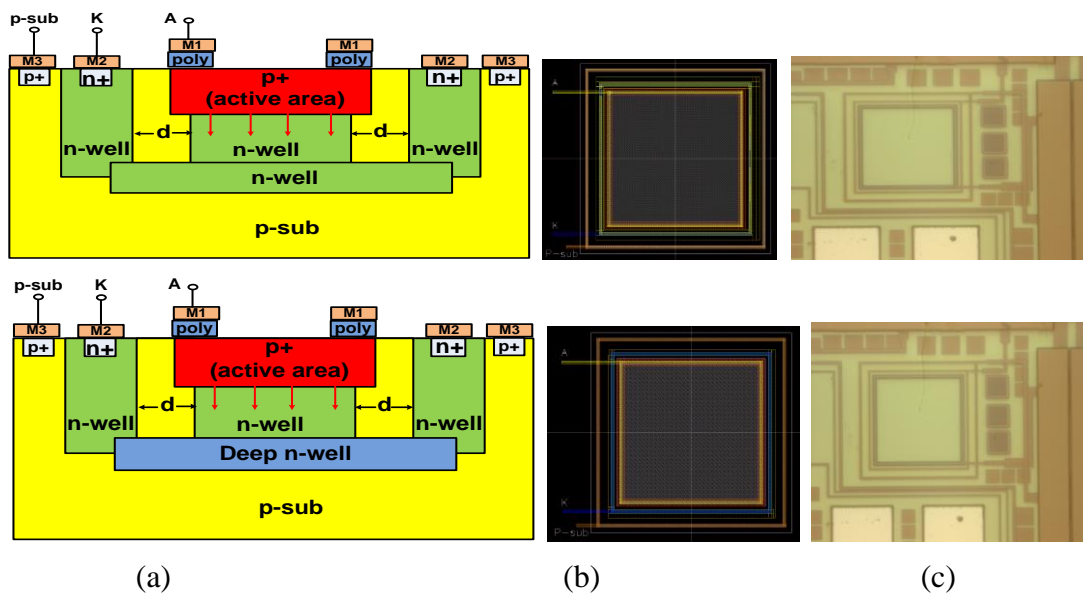 p-sub K A
M3 M2 M1 M1 M2 M3
poly poly
p+ n+ p+ n+ p+
(active area)
d d
n-well n-well n-well
n-well
p-sub
A
K
P-sub
p-sub K A
M3 M2 M1 M1 M2 M3
poly poly
p+ n+ p+ n+ p+
(active area)
d d
n-well n-well n-well
Deep n-well
p-sub
A
K
P-sub
(a) (b) (c)